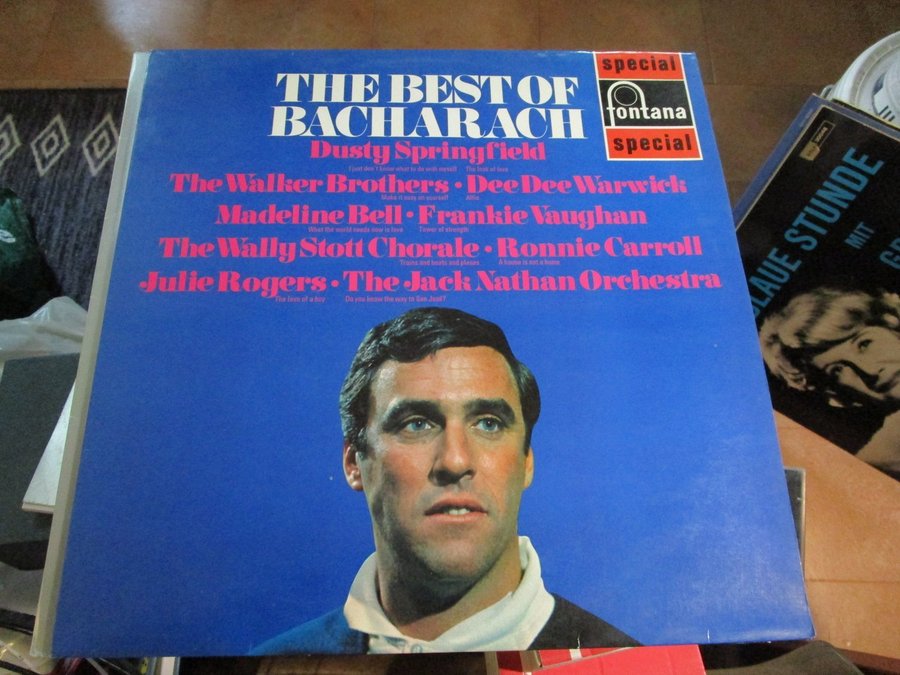 THE BEST OF
BACHARACH
special
fontana
special
Dusty Springfield
I just don't know what to do with myself The look of love
The Walker Brothers • Dee Dee Warwick
Make it easy on yourself Alfie
Madeline Bell • Frankie Vaughan
What the world needs now is love Tower of strength
The Wally Stott Chorale • Ronnie Carroll
Trains and boats and planes A house is not a home
Julie Rogers • The Jack Nathan Orchestra
The love of a boy Do you know the way to San José?
LAUE STUNDE
MIT